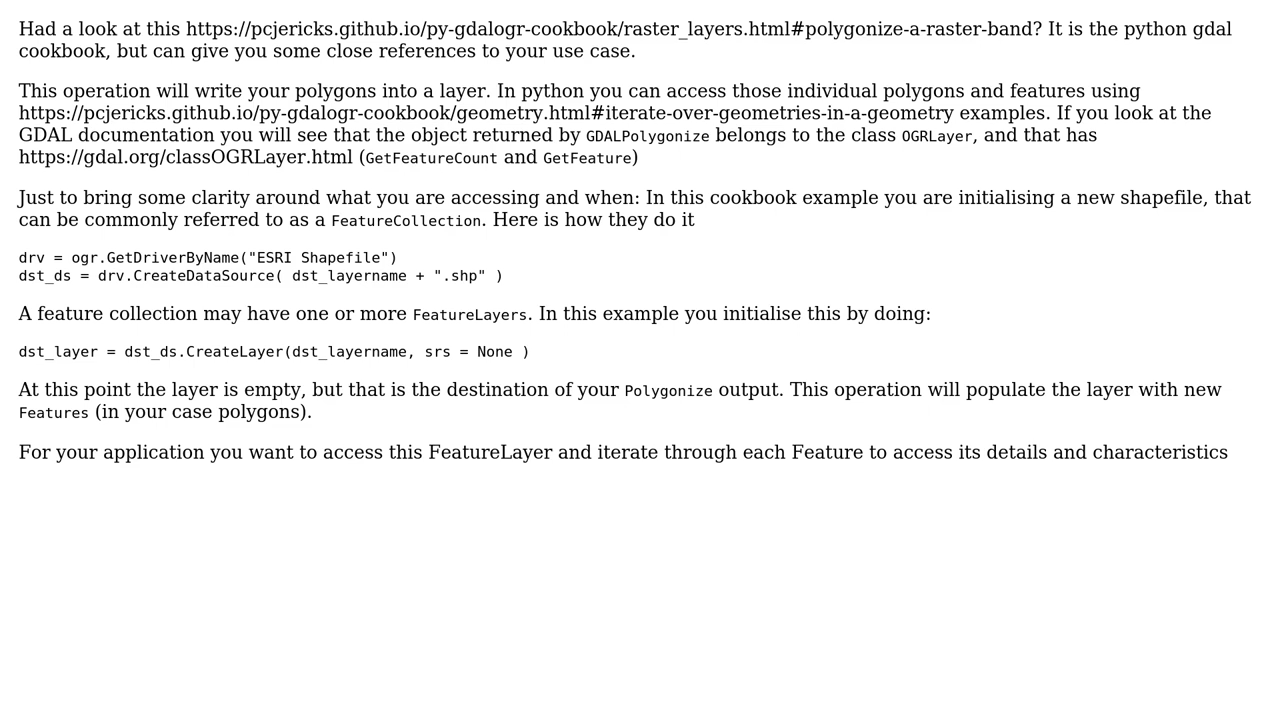 Had a look at this https://pcjericks.github.io/py-gdalogr-cookbook/raster_layers.html#polygonize-a-raster-band? It is the python gdal
cookbook, but can give you some close references to your use case.
This operation will write your polygons into a layer. In python you can access those individual polygons and features using
https://pcjericks.github.io/py-gdalogr-cookbook/geometry.html#iterate-over-geometries-in-a-geometry examples. If you look at the
GDAL documentation you will see that the object returned by GDALPolygonize belongs to the class OGRLayer, and that has
https://gdal.org/classOGRLayer.html (GetFeatureCount and GetFeature)
Just to bring some clarity around what you are accessing and when: In this cookbook example you are initialising a new shapefile, that
can be commonly referred to as a FeatureCollection. Here is how they do it
drv = ogr.GetDriverByName("ESRI Shapefile")
dst_ds = drv.CreateDataSource( dst_layername + ".shp" )
A feature collection may have one or more FeatureLayers. In this example you initialise this by doing:
dst_layer = dst_ds.CreateLayer(dst_layername, srs = None )
At this point the layer is empty, but that is the destination of your Polygonize output. This operation will populate the layer with new
Features (in your case polygons).
For your application you want to access this FeatureLayer and iterate through each Feature to access its details and characteristics